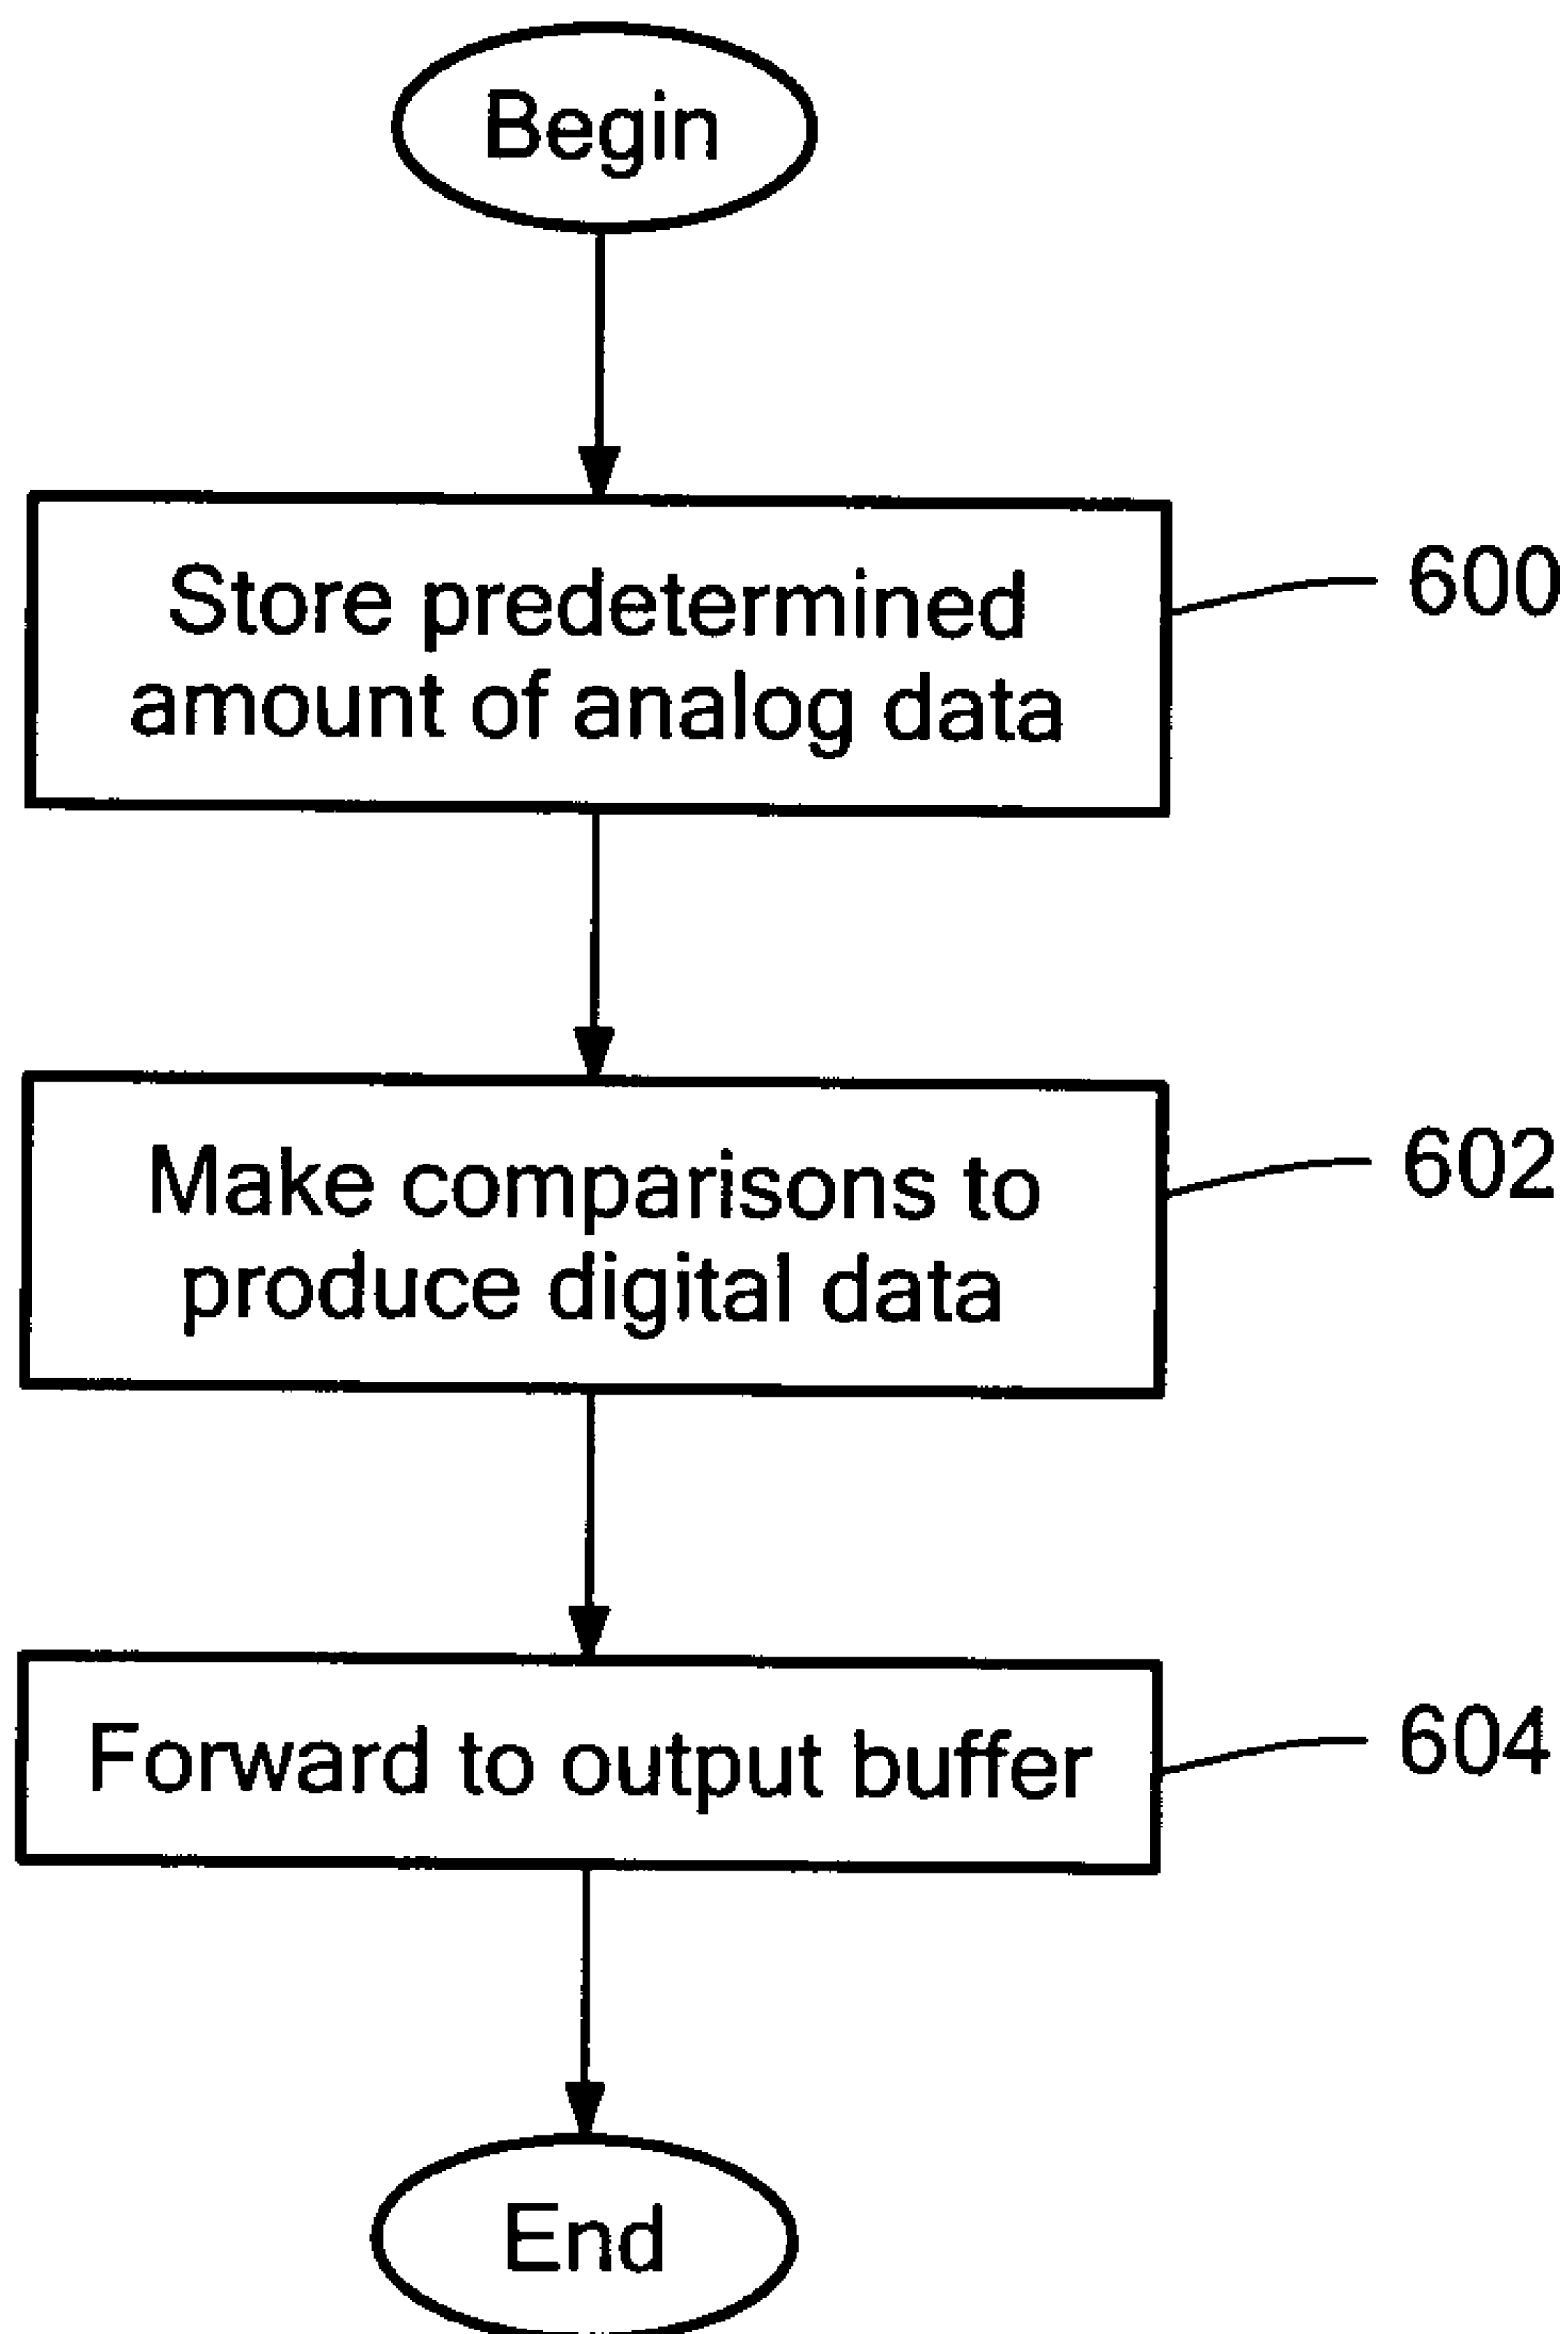 Begin
Store predetermined
amount of analog data
600
Make comparisons to
produce digital data
602
Forward to output buffer
604
End